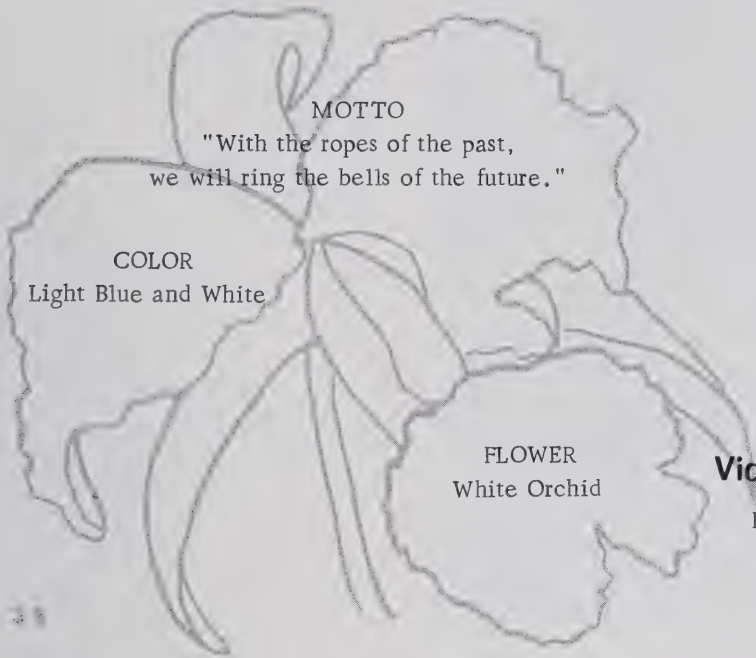 MOTTO
"With the ropes of the past,
we will ring the bells of the future."
COLOR
Light Blue and White
FLOWER
White Orchid